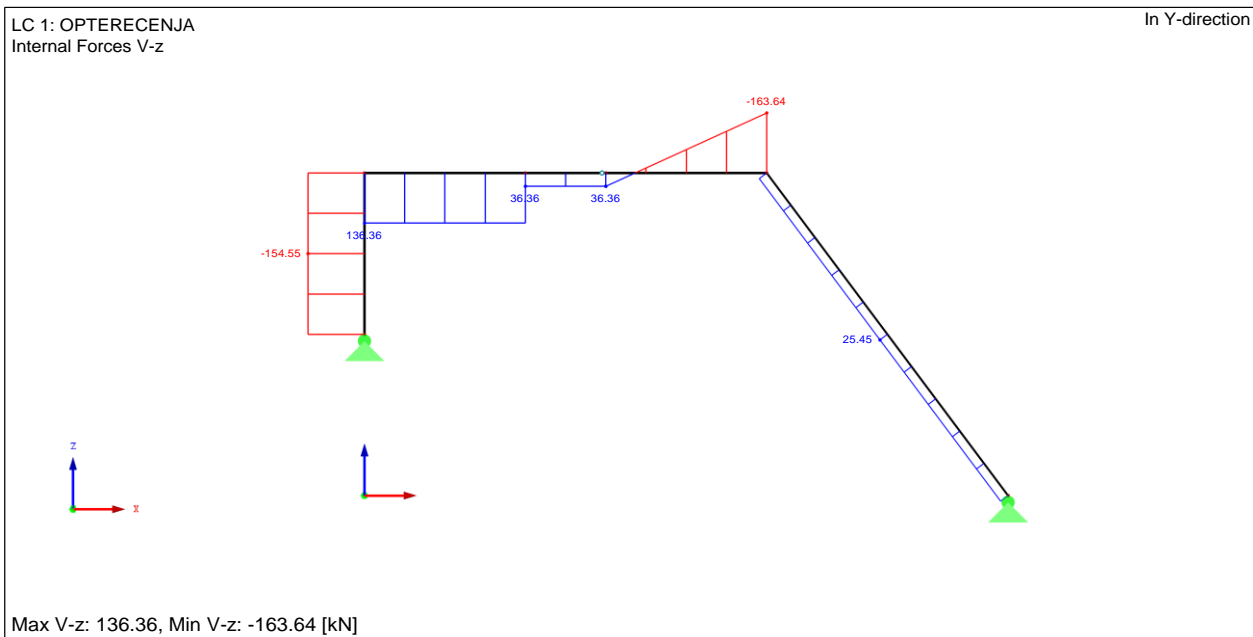 LC 1: OPTERECENJA
In Y-direction
Internal Forces V-z
-163.64
36.36
36.36
136.36
-154.55
25.45
Z
X
Max V-z: 136.36, Min V-z: -163.64 [kN]